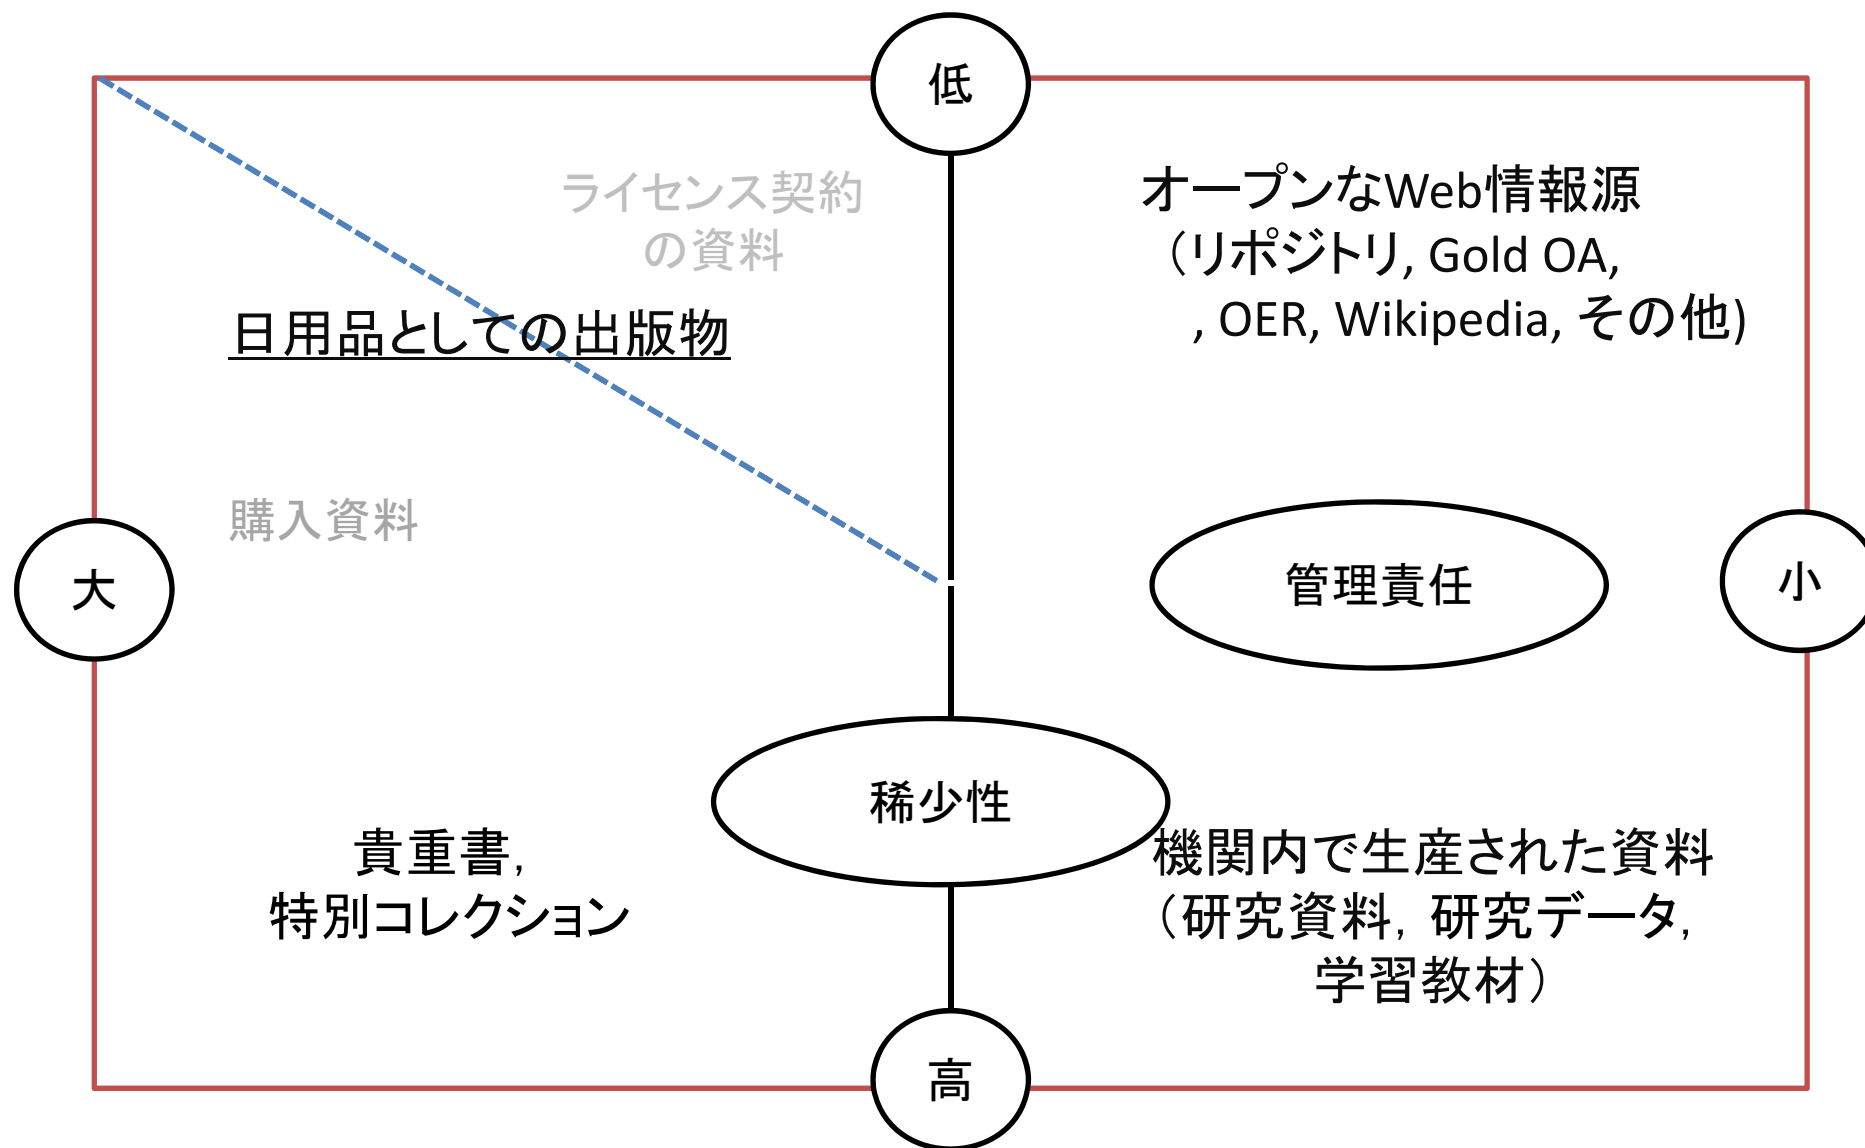 低
ライセンス契約
の資料
オープンなWeb情報源
（リポジトリ, Gold OA,
, OER, Wikipedia, その他)
日用品としての出版物
購入資料
大
管理責任
小
稀少性
貴重書,
特別コレクション
機関内で生産された資料
（研究資料, 研究データ,
学習教材）
高